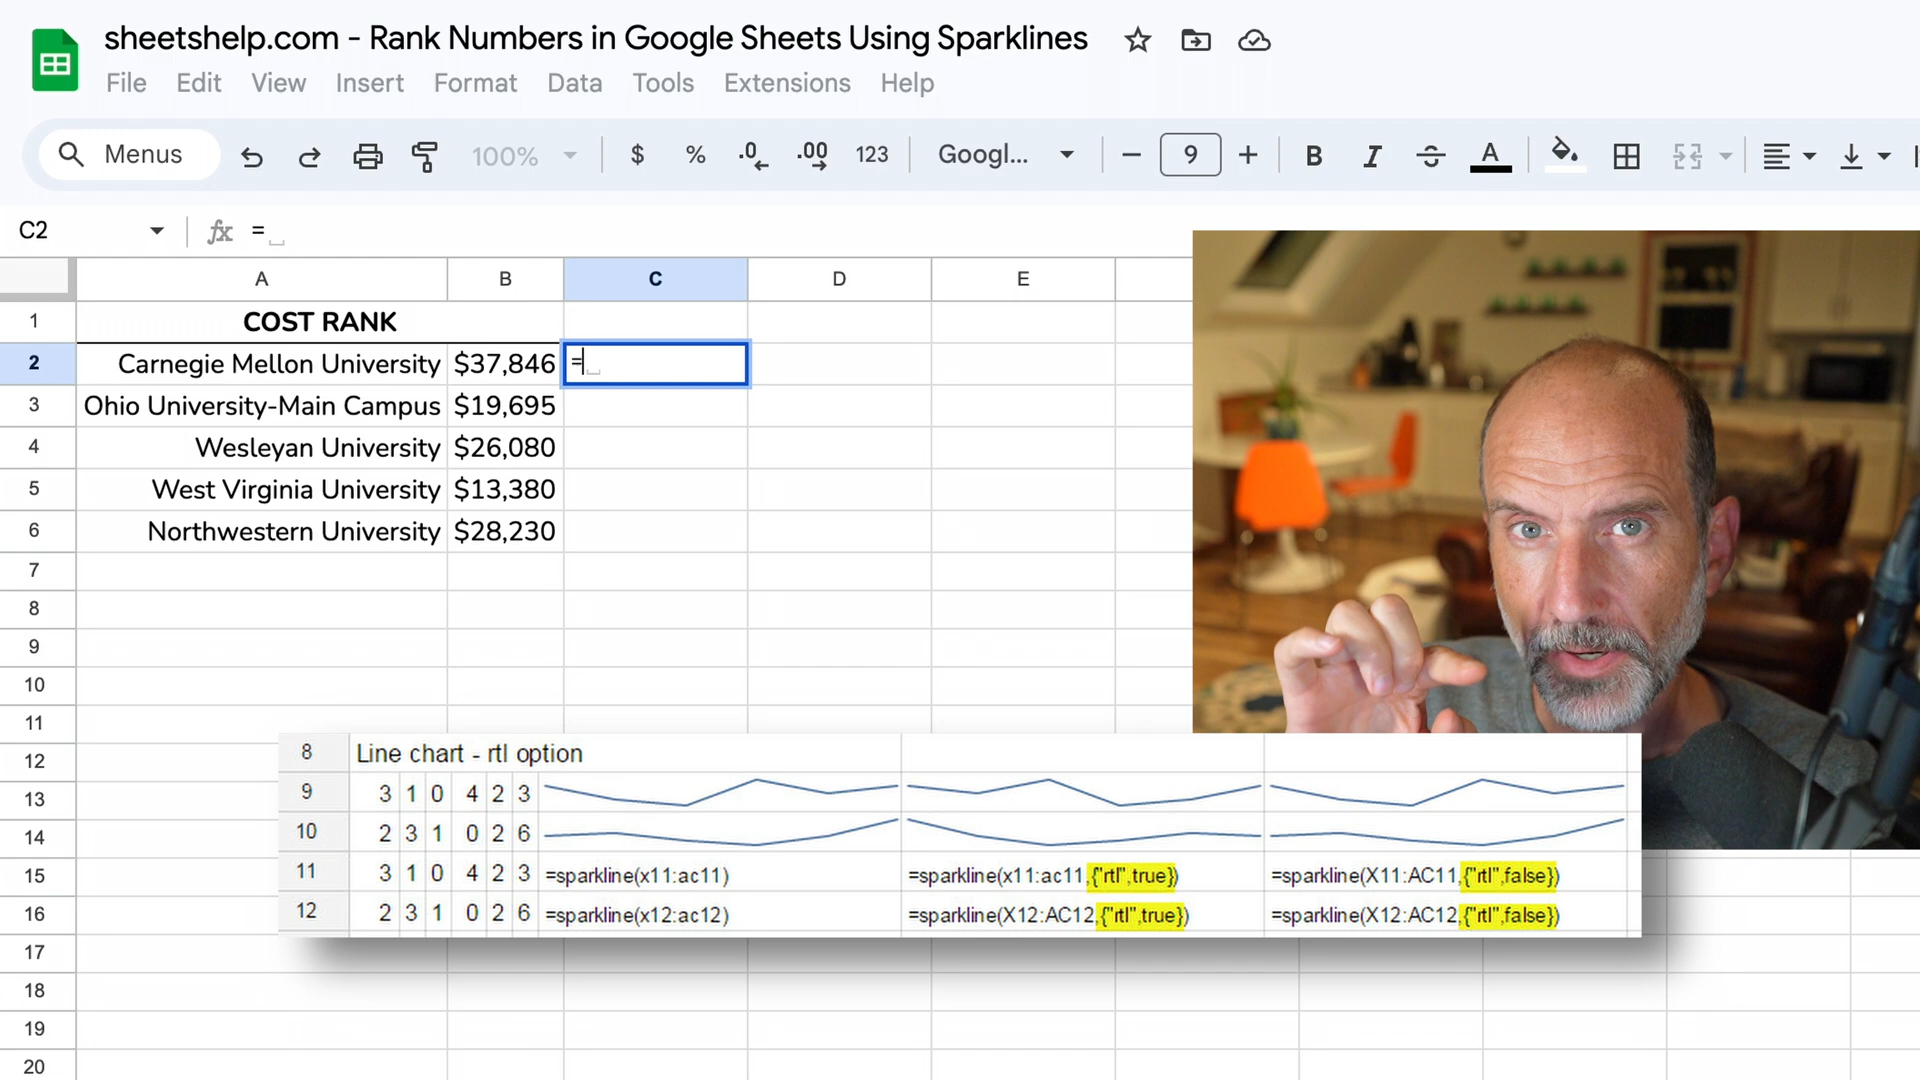 sheetshelp.com - Rank Numbers in Google Sheets Using Sparklines
File Edit View Insert Format Data Tools Extensions Help
Menus 100% $ % .0 .00 123 Googl... 9 B I A
C2 fx =
A B C D E
1 COST RANK
2 Carnegie Mellon University $37,846 =
3 Ohio University-Main Campus $19,695
4 Wesleyan University $26,080
5 West Virginia University $13,380
6 Northwestern University $28,230
7
8
9
10
11
12
13
14
15
16
17
18
19
20
8 Line chart - rtl option
9 3 1 0 4 2 3
10 2 3 1 0 2 6
11 3 1 0 4 2 3 =sparkline(x11:ac11) =sparkline(x11:ac11,{"rtl",true}) =sparkline(X11:AC11,{"rtl",false})
12 2 3 1 0 2 6 =sparkline(x12:ac12) =sparkline(X12:AC12,{"rtl",true}) =sparkline(X12:AC12,{"rtl",false})